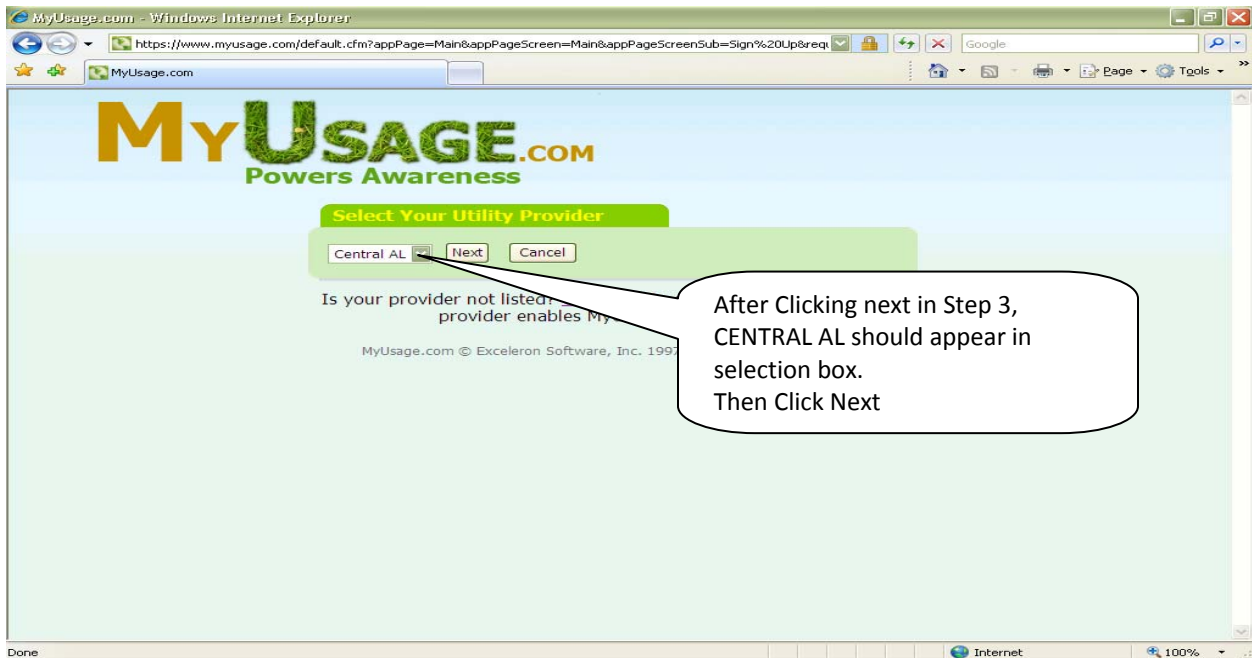 MyUsage.com - Windows Internet Explorer
https://www.myusage.com/default.cfm?appPage=Main&appPageScreen=Main&appPageScreenSub=Sign%20Up&requ
Google
MyUsage.com
Page
Tools
MYUSAGE.COM
Powers Awareness
Select Your Utility Provider
Central AL
Next
Cancel
Is your provider not listed?
provider enables My
MyUsage.com © Exceleron Software, Inc. 1997
After Clicking next in Step 3,
CENTRAL AL should appear in
selection box.
Then Click Next
Done
Internet
100%